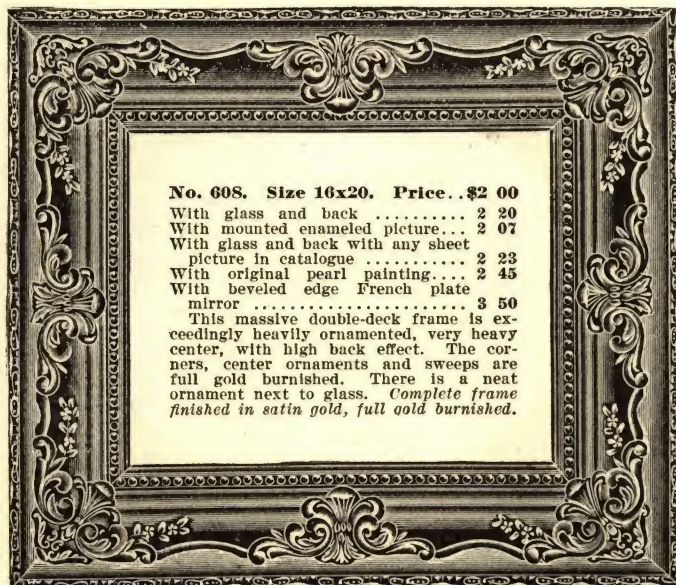 No. 608. Size 16x20. Price..$2 00
With glass and back .......... 2 20
With mounted enameled picture... 2 07
With glass and back with any sheet
picture in catalogue ........... 2 23
With original pearl painting.... 2 45
With beveled edge French plate
mirror ........................ 3 50
This massive double-deck frame is ex-
ceedingly heavily ornamented, very heavy
center, with high back effect. The cor-
ners, center ornaments and sweeps are
full gold burnished. There is a neat
ornament next to glass. Complete frame
finished in satin gold, full gold burnished.